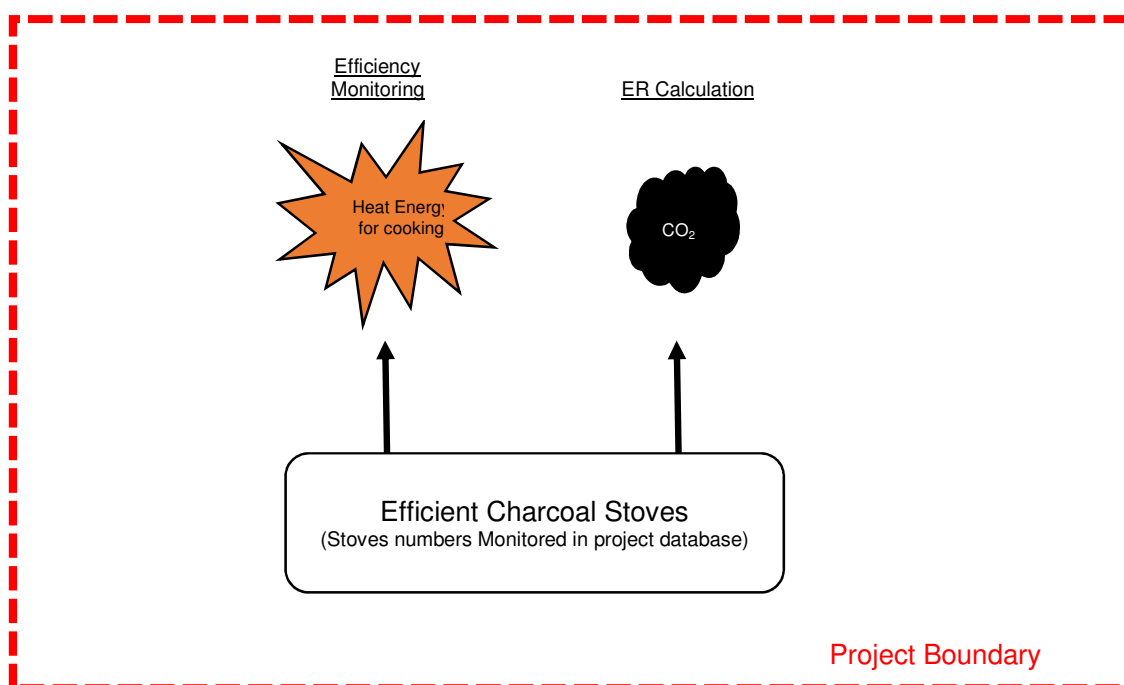 Efficiency
Monitoring
ER Calculation
Heat Energy
for cooking
CO₂
Efficient Charcoal Stoves
(Stoves numbers Monitored in project database)
Project Boundary